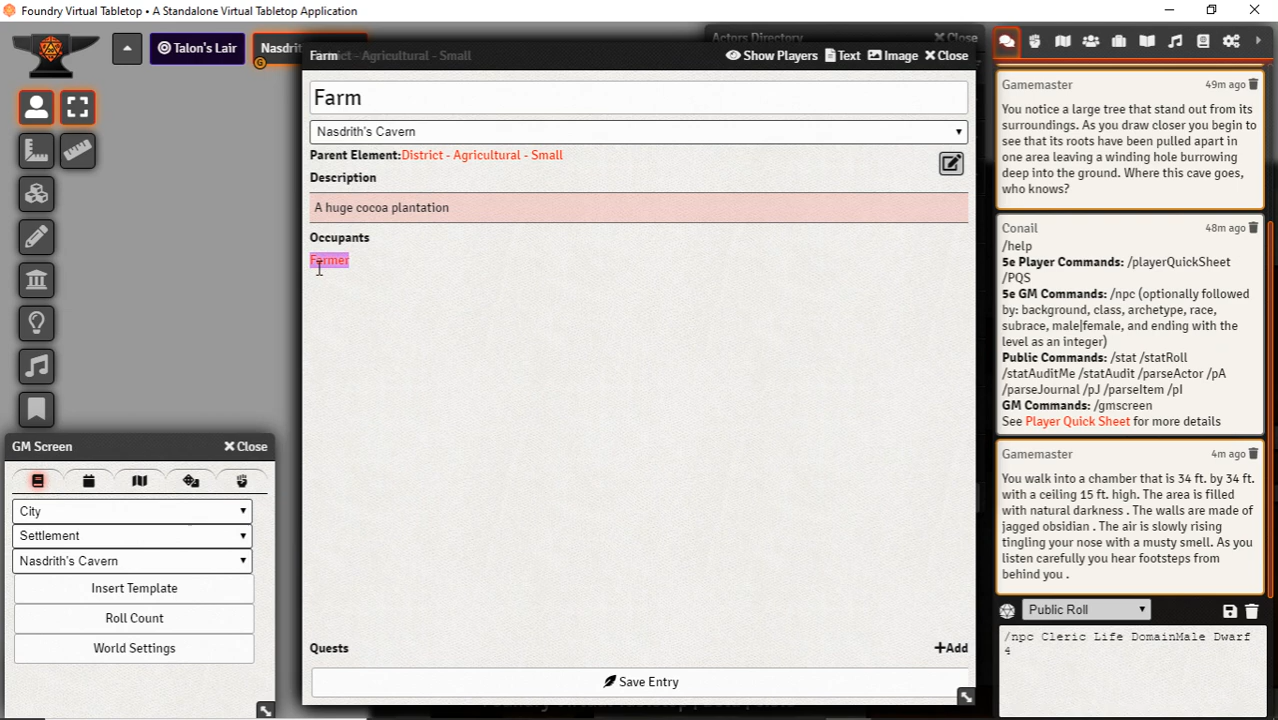 Foundry Virtual Tabletop • A Standalone Virtual Tabletop Application
Talon's Lair
Nasdrit
G
Actors Directory
Close
Farm
ct - Agricultural - Small
Show Players
Text
Image
Close
Farm
Nasdrith's Cavern
Parent Element:District - Agricultural - Small
Description
A huge cocoa plantation
Occupants
Farmer
Quests
Add
Save Entry
GM Screen
Close
City
Settlement
Nasdrith's Cavern
Insert Template
Roll Count
World Settings
Gamemaster
49m ago
You notice a large tree that stand out from its
surroundings. As you draw closer you begin to
see that its roots have been pulled apart in
one area leaving a winding hole burrowing
deep into the ground. Where this cave goes,
who knows?
Conail
48m ago
/help
5e Player Commands: /playerQuickSheet
/PQS
5e GM Commands: /npc (optionally followed
by: background, class, archetype, race,
subrace, male|female, and ending with the
level as an integer)
Public Commands: /stat /statRoll
/statAuditMe /statAudit /parseActor /pA
/parseJournal /pJ /parseItem /pI
GM Commands: /gmscreen
See Player Quick Sheet for more details
Gamemaster
4m ago
You walk into a chamber that is 34 ft. by 34 ft.
with a ceiling 15 ft. high. The area is filled
with natural darkness . The walls are made of
jagged obsidian . The air is slowly rising
tingling your nose with a musty smell. As you
listen carefully you hear footsteps from
behind you .
Public Roll
/npc Cleric Life DomainMale Dwarf
4